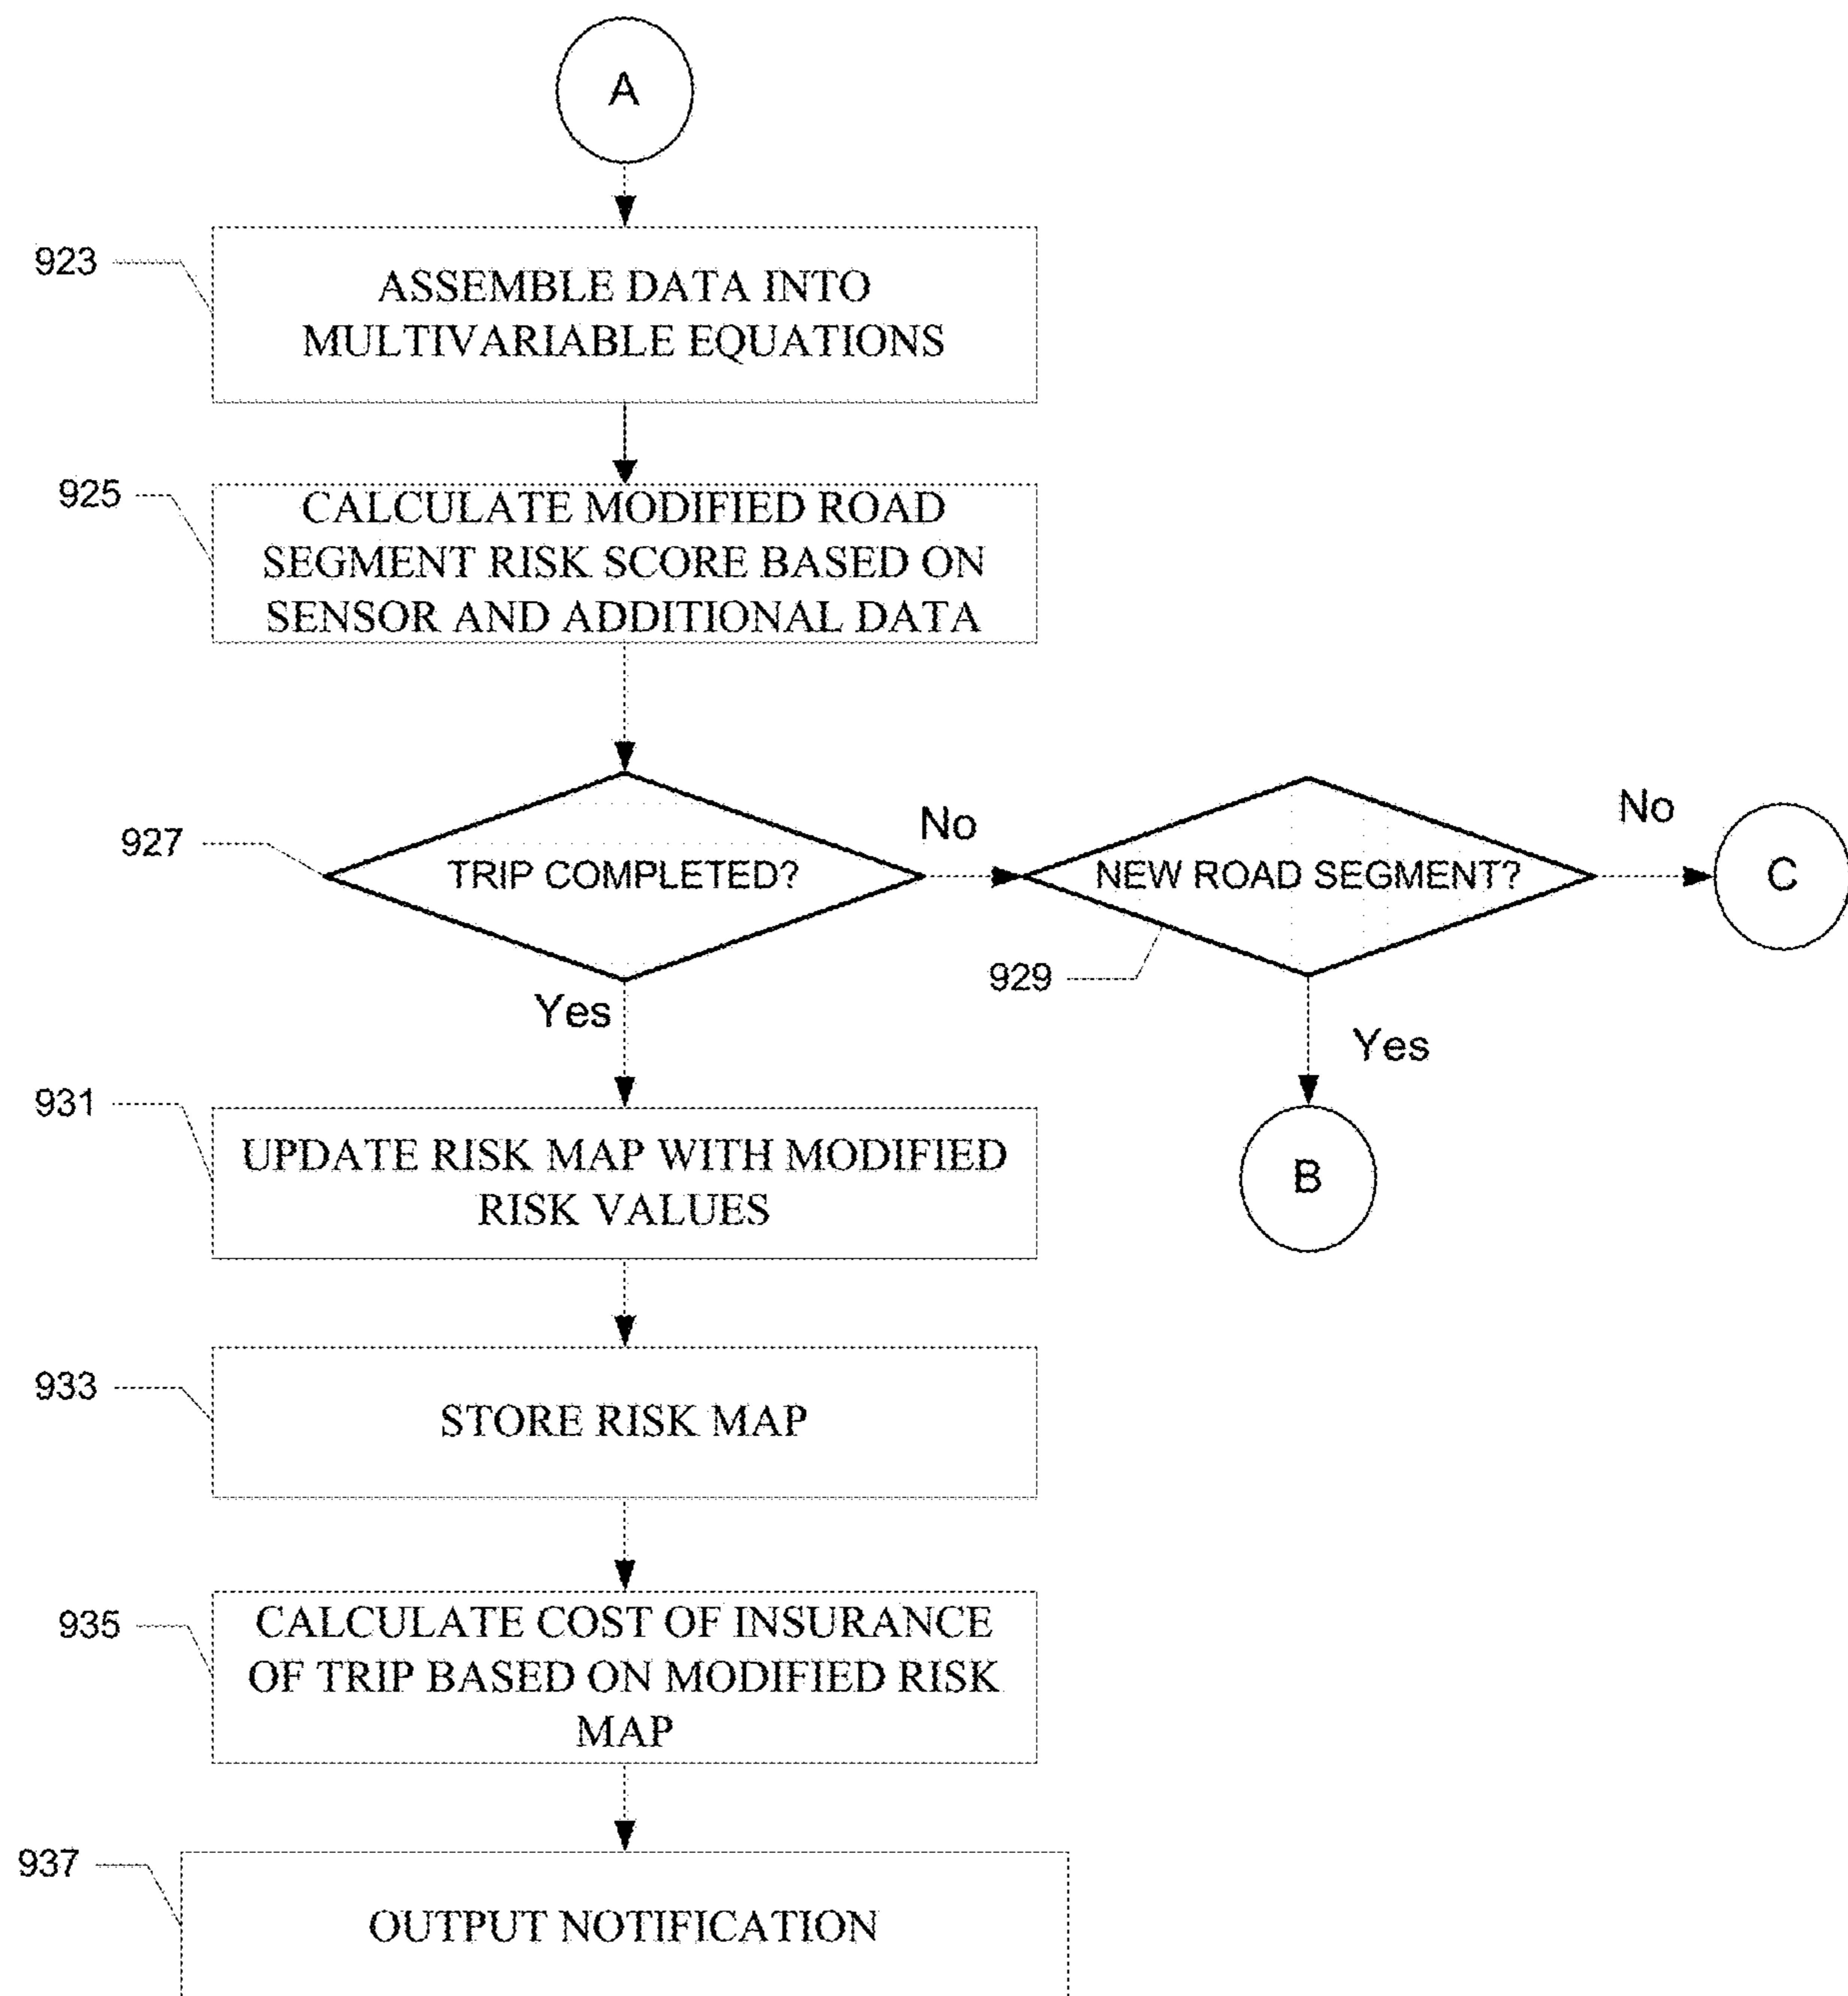 A
923
ASSEMBLE DATA INTO
MULTIVARIABLE EQUATIONS
925
CALCULATE MODIFIED ROAD
SEGMENT RISK SCORE BASED ON
SENSOR AND ADDITIONAL DATA
927
TRIP COMPLETED?
No
NEW ROAD SEGMENT?
929
No
C
Yes
Yes
B
931
UPDATE RISK MAP WITH MODIFIED
RISK VALUES
933
STORE RISK MAP
935
CALCULATE COST OF INSURANCE
OF TRIP BASED ON MODIFIED RISK
MAP
937
OUTPUT NOTIFICATION